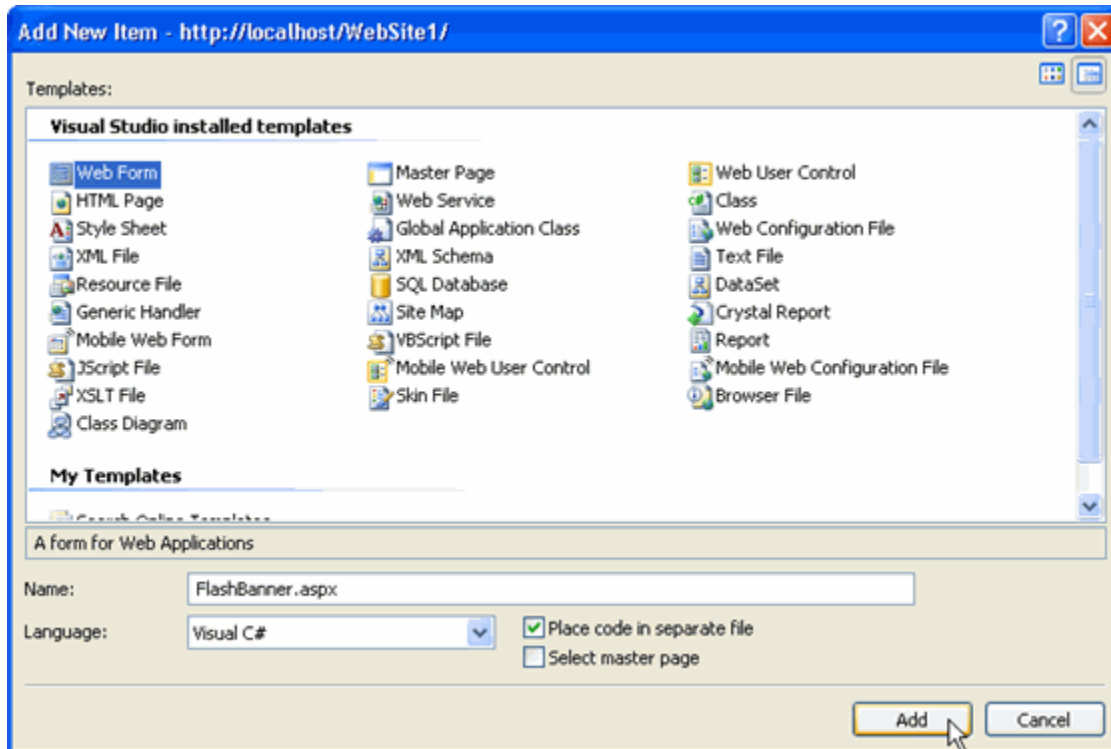 Add New Item - http://localhost/WebSite1/
Templates:
Visual Studio installed templates
Web Form Master Page Web User Control
HTML Page Web Service Class
Style Sheet Global Application Class Web Configuration File
XML File XML Schema Text File
Resource File SQL Database DataSet
Generic Handler Site Map Crystal Report
Mobile Web Form VBScript File Report
JScript File Mobile Web User Control Mobile Web Configuration File
XSLT File Skin File Browser File
Class Diagram
My Templates
Search Online Templates
A form for Web Applications
Name: FlashBanner.aspx
Language: Visual C# Place code in separate file
Select master page
Add Cancel